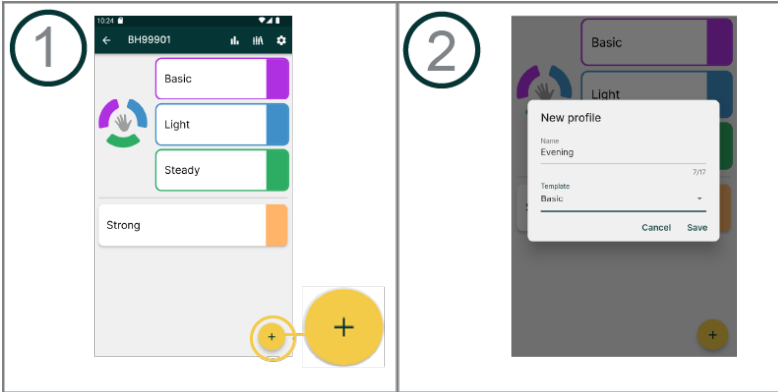 1
10:24
BH99901
Basic
Light
Steady
Strong
+
+
2
Basic
Light
New profile
Name
Evening
7/17
Template
Basic
Cancel
Save
+